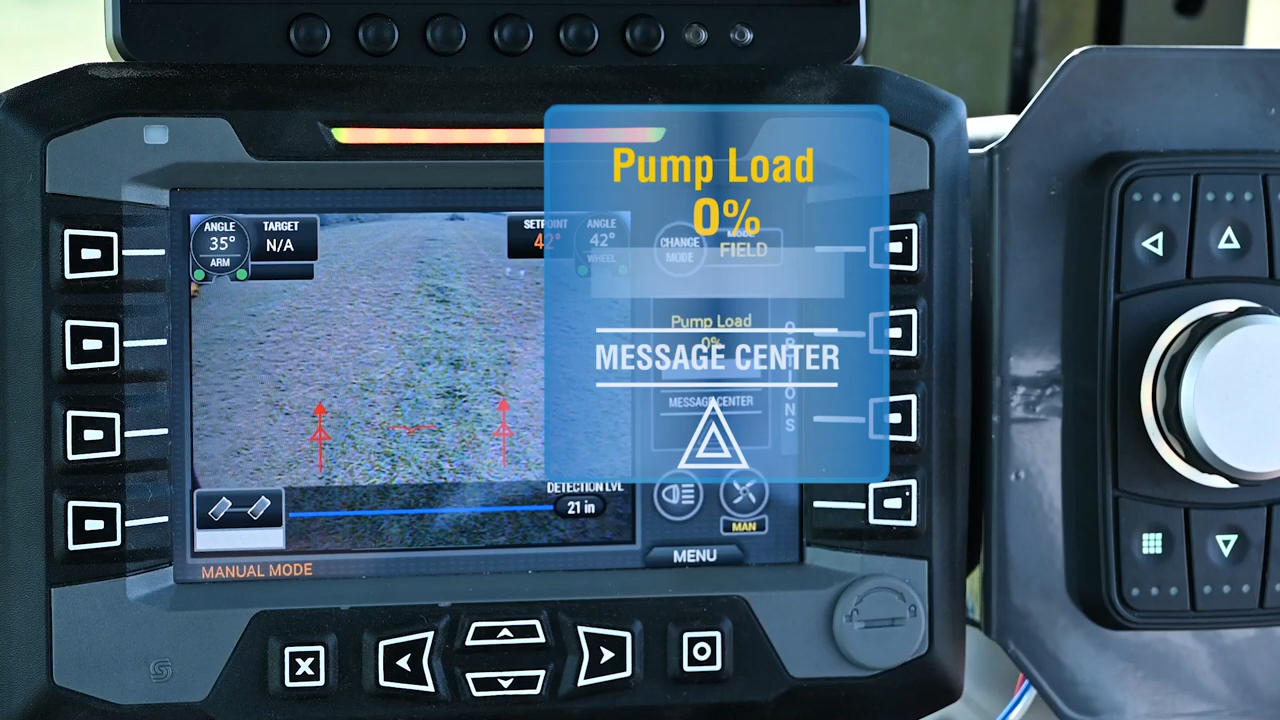 Pump Load
0%
MESSAGE CENTER
ANGLE
35°
ARM
TARGET
N/A
SETPOINT
42°
ANGLE
42°
WHEEL
CHANGE
MODE
MODE
FIELD
Pump Load
0%
MESSAGE CENTER
OPTIONS
DETECTION LVL
21 in
MAN
MENU
MANUAL MODE
X